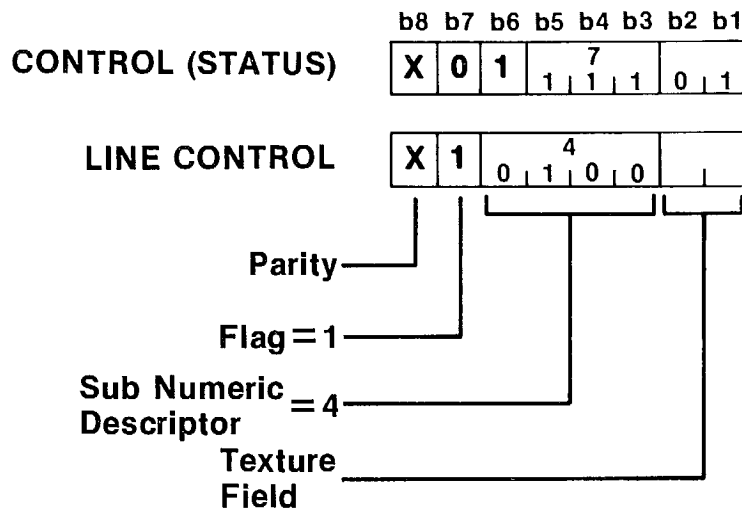 b8 b7 b6 b5 b4 b3 b2 b1
CONTROL (STATUS) X 0 1 7 1 1 1 0 1
LINE CONTROL X 1 4 0 1 0 0
Parity
Flag=1
Sub Numeric
Descriptor =4
Texture
Field